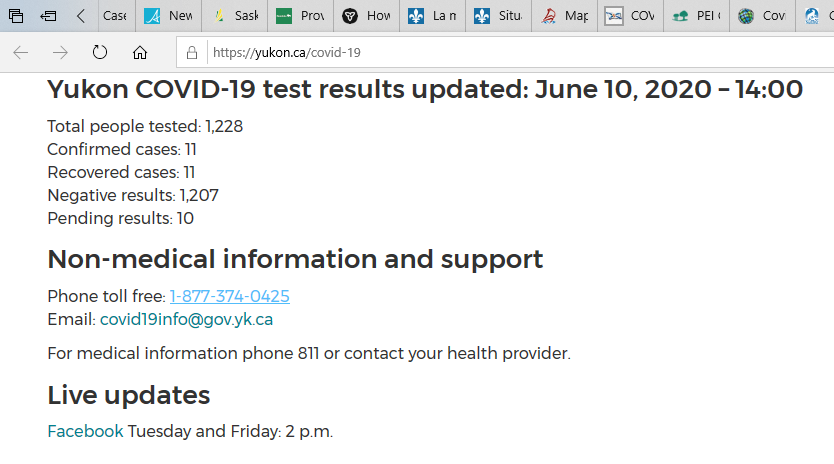 Case
New
Sask
Prov
How
La m
Situ
Map
COV
PEI
Cov
https://yukon.ca/covid-19
Yukon COVID-19 test results updated: June 10, 2020 – 14:00
Total people tested: 1,228
Confirmed cases: 11
Recovered cases: 11
Negative results: 1,207
Pending results: 10
Non-medical information and support
Phone toll free: 1-877-374-0425
Email: covid19info@gov.yk.ca
For medical information phone 811 or contact your health provider.
Live updates
Facebook Tuesday and Friday: 2 p.m.